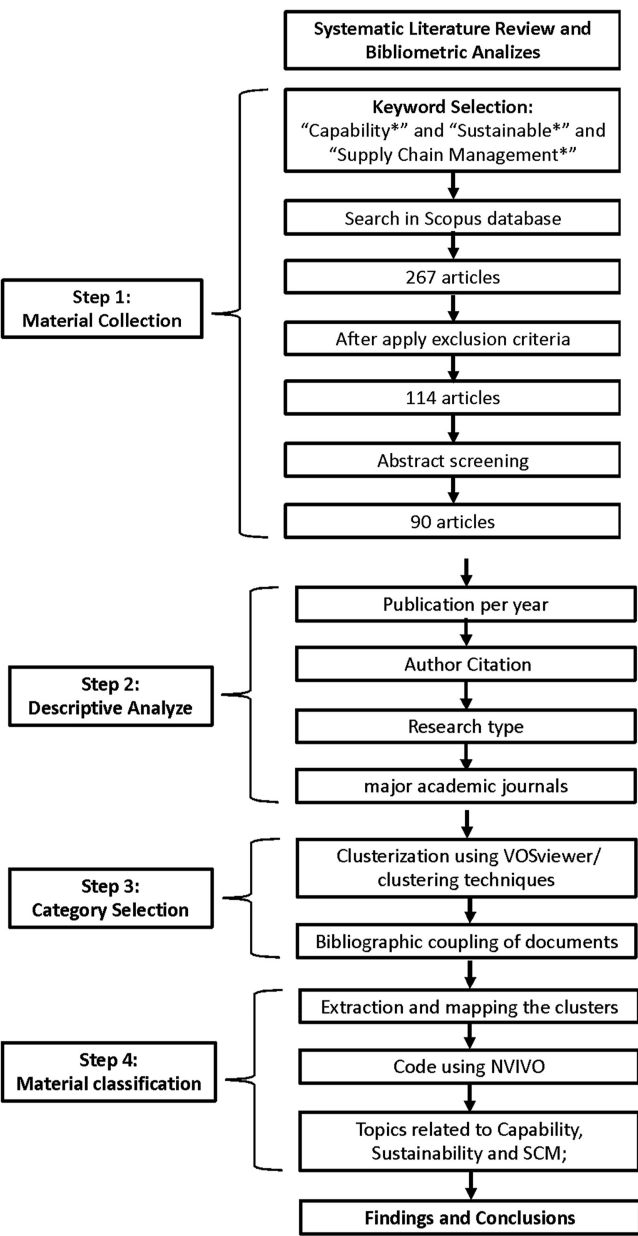 Systematic Literature Review and
Bibliometric Analizes
Keyword Selection:
“Capability*” and “Sustainable*” and
“Supply Chain Management*”
Search in Scopus database
267 articles
Step 1:
Material Collection
After apply exclusion criteria
114 articles
Abstract screening
90 articles
Publication per year
Author Citation
Step 2:
Descriptive Analyze
Research type
major academic journals
Clusterization using VOSviewer/
clustering techniques
Step 3:
Category Selection
Bibliographic coupling of documents
Extraction and mapping the clusters
Step 4:
Material classification
Code using NVIVO
Topics related to Capability,
Sustainability and SCM;
Findings and Conclusions